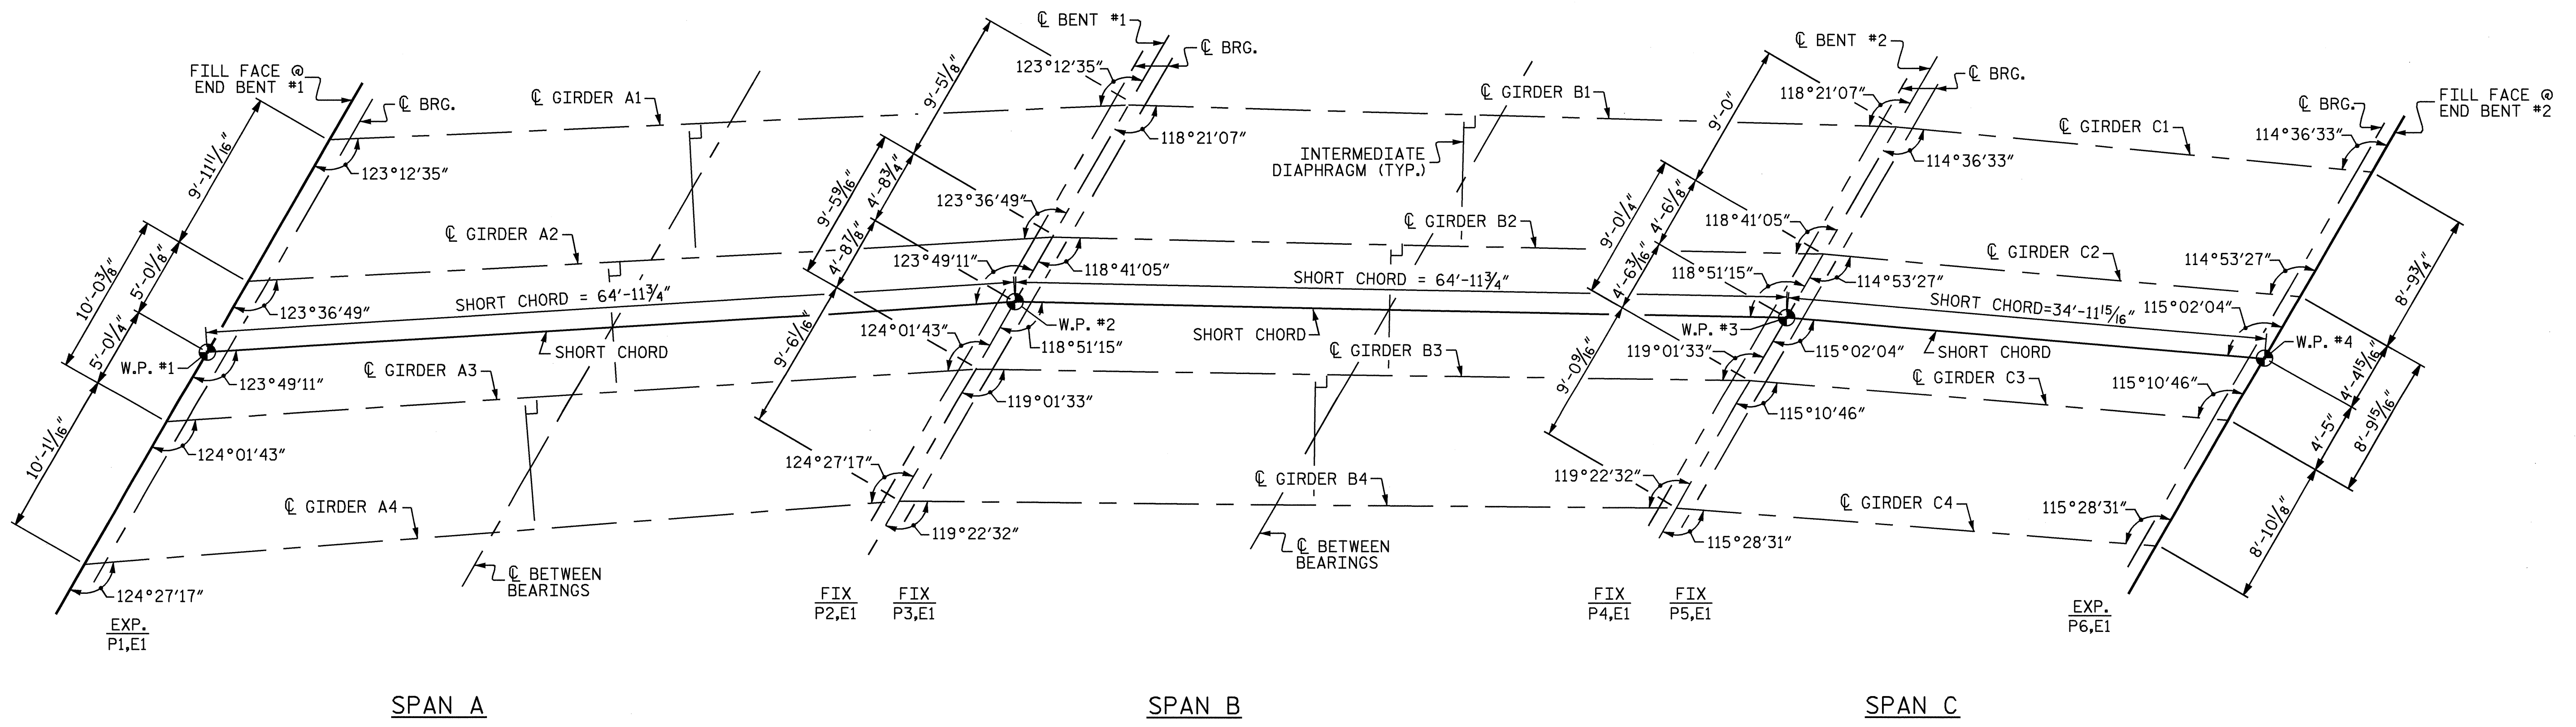 FILL FACE @
END BENT #1
℄ BRG.
℄ GIRDER A1
9'-11 11/16"
123°12'35"
℄ GIRDER A2
10'-0 3/8"
5'-0 1/8"
5'-0 1/4"
123°36'49"
SHORT CHORD = 64'-11 3/4"
W.P. #1
SHORT CHORD
123°49'11"
℄ GIRDER A3
10'-1 1/16"
124°01'43"
℄ GIRDER A4
124°27'17"
℄ BETWEEN
BEARINGS
EXP.
P1,E1
SPAN A
℄ BENT #1
℄ BRG.
9'-5 1/8"
123°12'35"
118°21'07"
9'-5 9/16"
4'-8 3/4"
4'-8 7/8"
123°36'49"
123°49'11"
118°41'05"
9'-6 1/16"
124°01'43"
W.P. #2
118°51'15"
119°01'33"
124°27'17"
119°22'32"
FIX
P2,E1
FIX
P3,E1
℄ GIRDER B1
INTERMEDIATE
DIAPHRAGM (TYP.)
℄ GIRDER B2
SHORT CHORD = 64'-11 3/4"
SHORT CHORD
℄ GIRDER B3
℄ GIRDER B4
℄ BETWEEN
BEARINGS
SPAN B
℄ BENT #2
℄ BRG.
9'-0"
118°21'07"
114°36'33"
9'-0 1/4"
4'-6 1/8"
4'-6 3/16"
118°41'05"
118°51'15"
114°53'27"
W.P. #3
9'-0 9/16"
119°01'33"
115°02'04"
115°10'46"
119°22'32"
115°28'31"
FIX
P4,E1
FIX
P5,E1
℄ GIRDER C1
℄ GIRDER C2
SHORT CHORD=34'-11 15/16"
SHORT CHORD
℄ GIRDER C3
℄ GIRDER C4
℄ BRG.
FILL FACE @
END BENT #2
114°36'33"
114°53'27"
8'-9 3/4"
115°02'04"
W.P. #4
4'-4 15/16"
115°10'46"
4'-5"
8'-9 15/16"
115°28'31"
8'-10 1/8"
EXP.
P6,E1
SPAN C